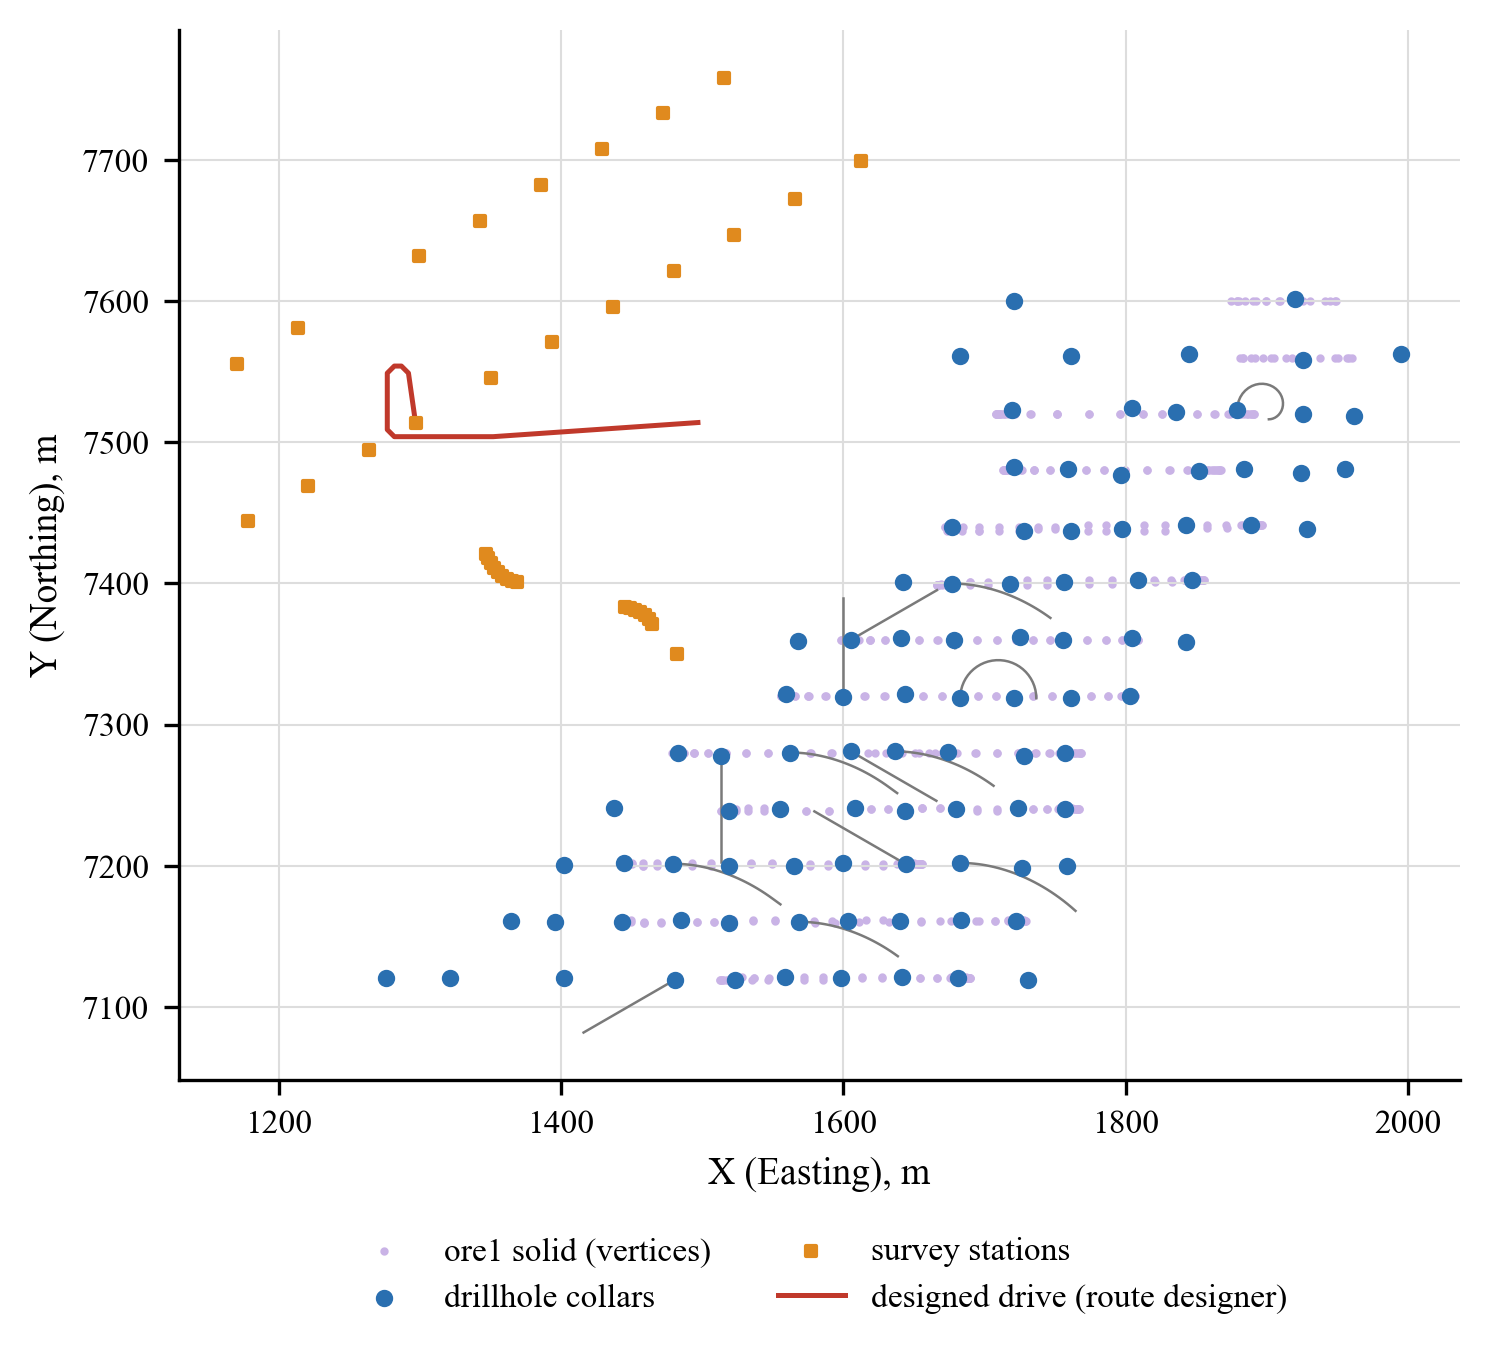 7700
7600
7500
7400
7300
7200
7100
Y (Northing), m
1200 1400 1600 1800 2000
X (Easting), m
ore1 solid (vertices)
drillhole collars
survey stations
designed drive (route designer)